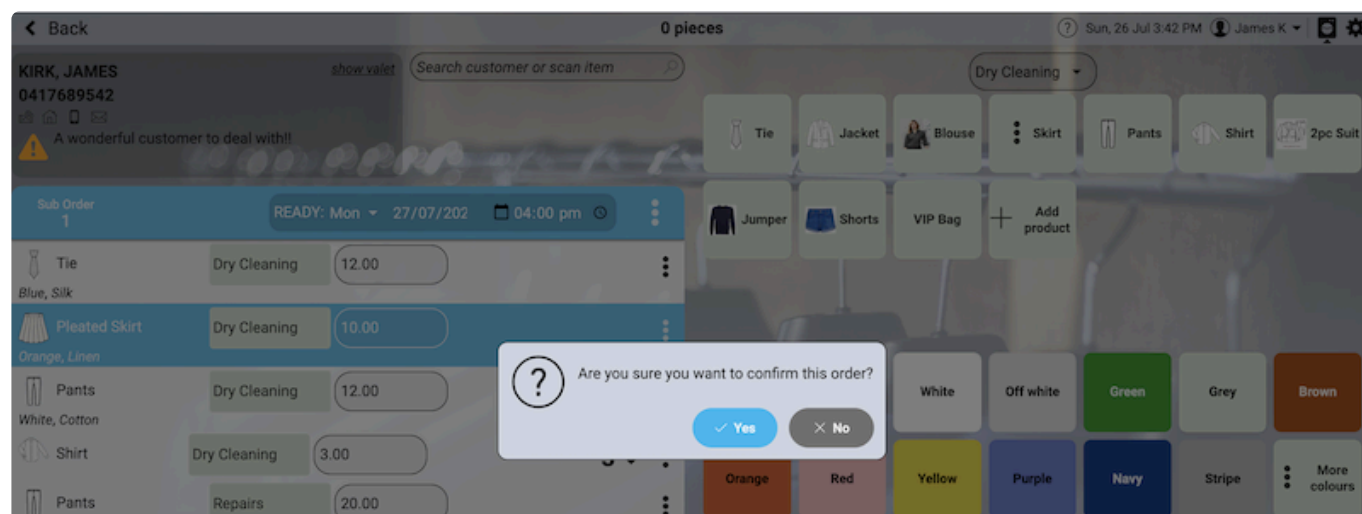 Back
0 pieces
? Sun, 26 Jul 3:42 PM James K
KIRK, JAMES
show valet
0417689542
A wonderful customer to deal with!!
Search customer or scan item
Dry Cleaning
Tie
Jacket
Blouse
Skirt
Pants
Shirt
2pc Suit
Jumper
Shorts
VIP Bag
Add
product
Sub Order
1
READY: Mon 27/07/202 04:00 pm
Tie Dry Cleaning 12.00
Blue, Silk
Pleated Skirt Dry Cleaning 10.00
Orange, Linen
Pants Dry Cleaning 12.00
White, Cotton
Shirt Dry Cleaning 3.00
Pants Repairs 20.00
? Are you sure you want to confirm this order?
Yes
No
White
Off white
Green
Grey
Brown
Orange
Red
Yellow
Purple
Navy
Stripe
More
colours